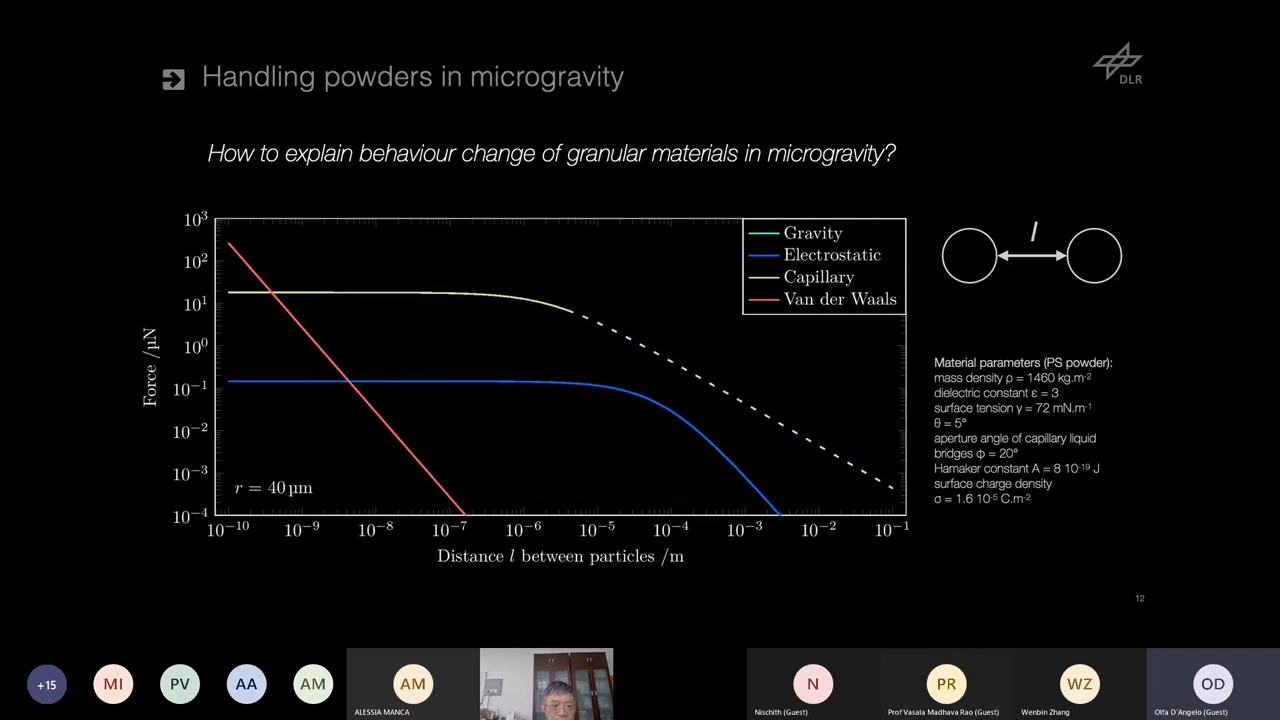 Handling powders in microgravity
DLR
How to explain behaviour change of granular materials in microgravity?
10³
10²
10¹
10⁰
10⁻¹
10⁻²
10⁻³
10⁻⁴
Force /µN
Gravity
Electrostatic
Capillary
Van der Waals
r = 40 µm
10⁻¹⁰ 10⁻⁹ 10⁻⁸ 10⁻⁷ 10⁻⁶ 10⁻⁵ 10⁻⁴ 10⁻³ 10⁻² 10⁻¹
Distance l between particles /m
l
Material parameters (PS powder):
mass density ρ = 1460 kg.m⁻²
dielectric constant ε = 3
surface tension γ = 72 mN.m⁻¹
θ = 5°
aperture angle of capillary liquid
bridges φ = 20°
Hamaker constant A = 8 10⁻¹⁹ J
surface charge density
σ = 1.6 10⁻⁵ C.m⁻²
12
+15
MI
PV
AA
AM
AM
ALESSIA MANCA
N
Nischith (Guest)
PR
Prof Vasala Madhava Rao (Guest)
WZ
Wenbin Zhang
OD
Olfa D'Angelo (Guest)